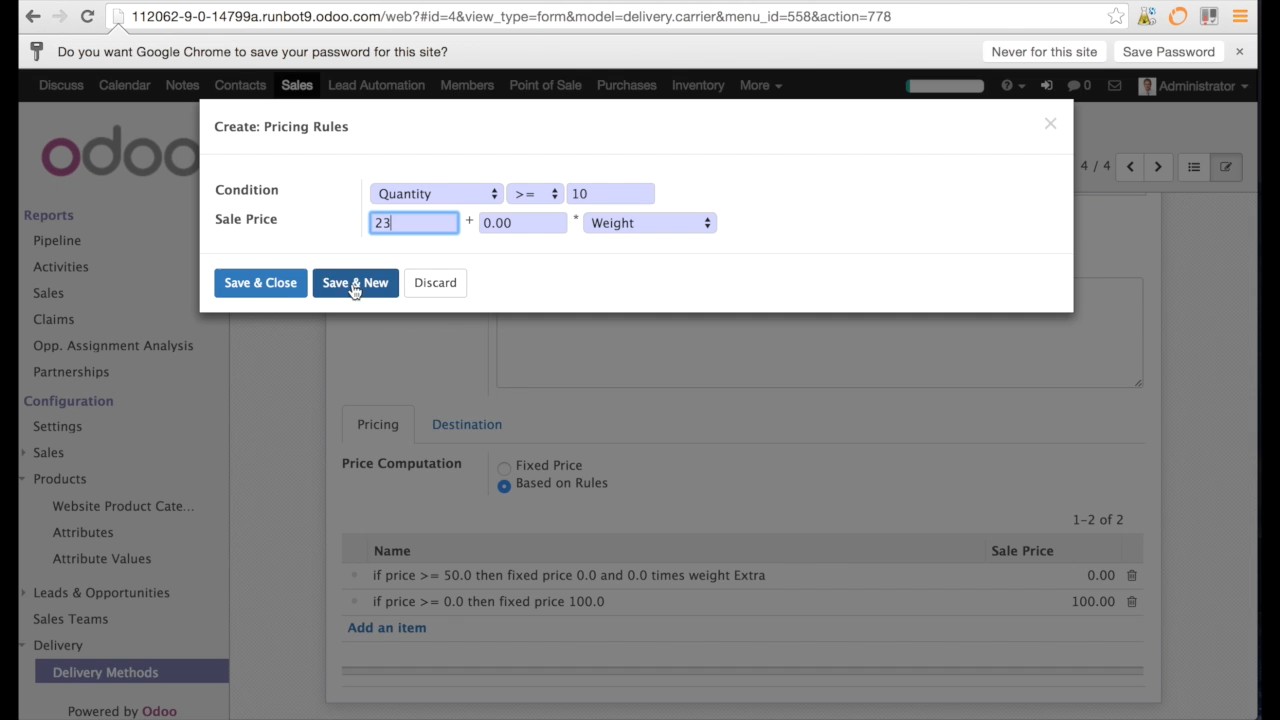 112062-9-0-14799a.runbot9.odoo.com/web?#id=4&view_type=form&model=delivery.carrier&menu_id=558&action=778
Do you want Google Chrome to save your password for this site? Never for this site Save Password ×
Discuss Calendar Notes Contacts Sales Lead Automation Members Point of Sale Purchases Inventory More 0 Administrator
odoo
Create: Pricing Rules ×
4 / 4
Condition Quantity >= 10
Sale Price 23 + 0.00 * Weight
Save & Close Save & New Discard
Reports
Pipeline
Activities
Sales
Claims
Opp. Assignment Analysis
Partnerships
Configuration
Settings
Sales
Products
Website Product Cate...
Attributes
Attribute Values
Leads & Opportunities
Sales Teams
Delivery
Delivery Methods
Powered by Odoo
Pricing Destination
Price Computation Fixed Price
Based on Rules
1-2 of 2
Name Sale Price
if price >= 50.0 then fixed price 0.0 and 0.0 times weight Extra 0.00
if price >= 0.0 then fixed price 100.0 100.00
Add an item